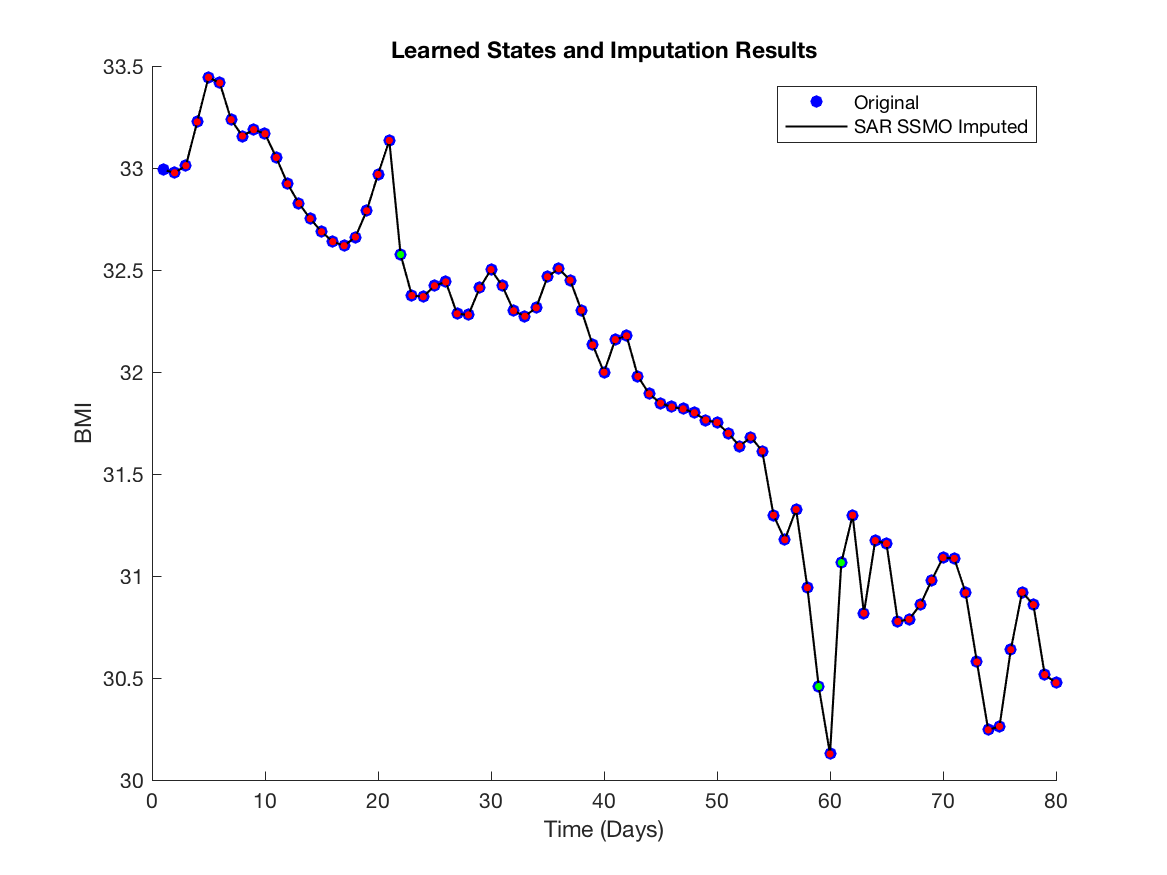 Learned States and Imputation Results
Original
SAR SSMO Imputed
BMI
33.5
33
32.5
32
31.5
31
30.5
30
0 10 20 30 40 50 60 70 80
Time (Days)